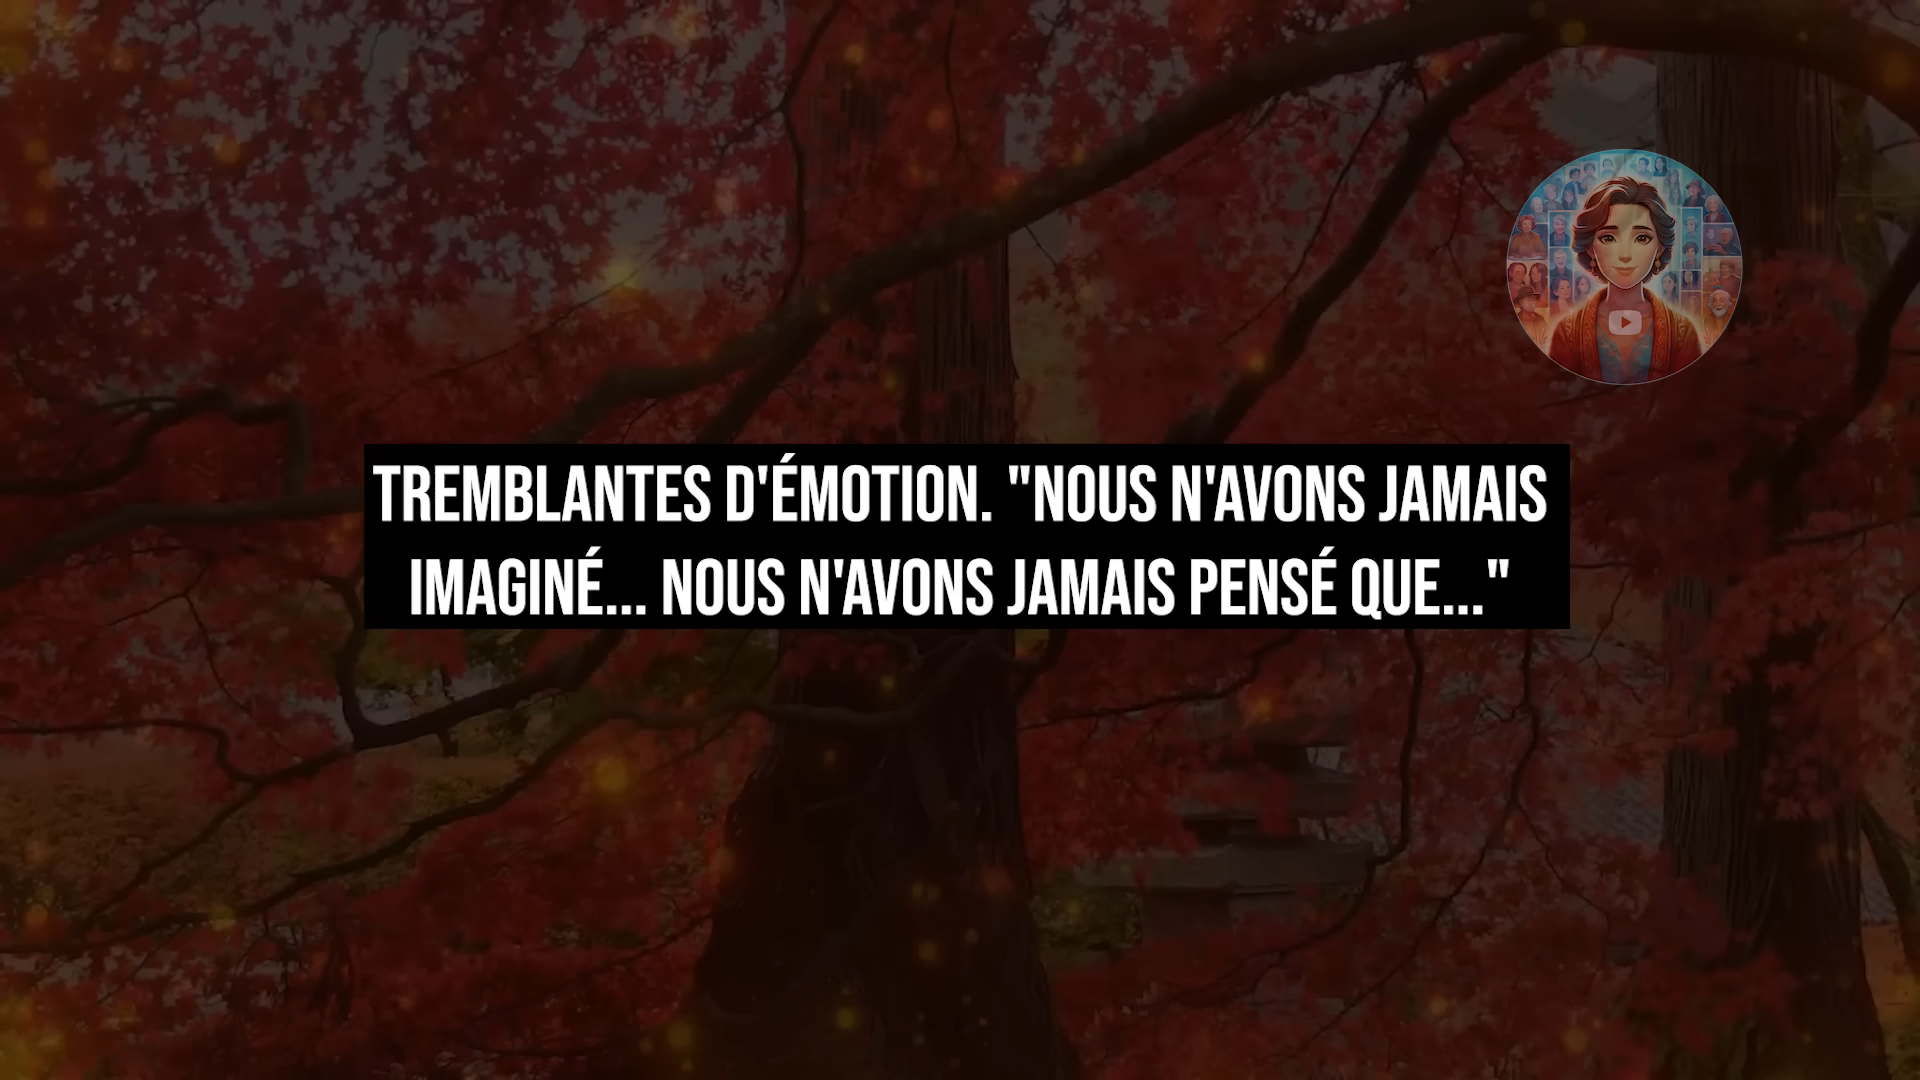 TREMBLANTES D'ÉMOTION. "NOUS N'AVONS JAMAIS
IMAGINÉ... NOUS N'AVONS JAMAIS PENSÉ QUE..."